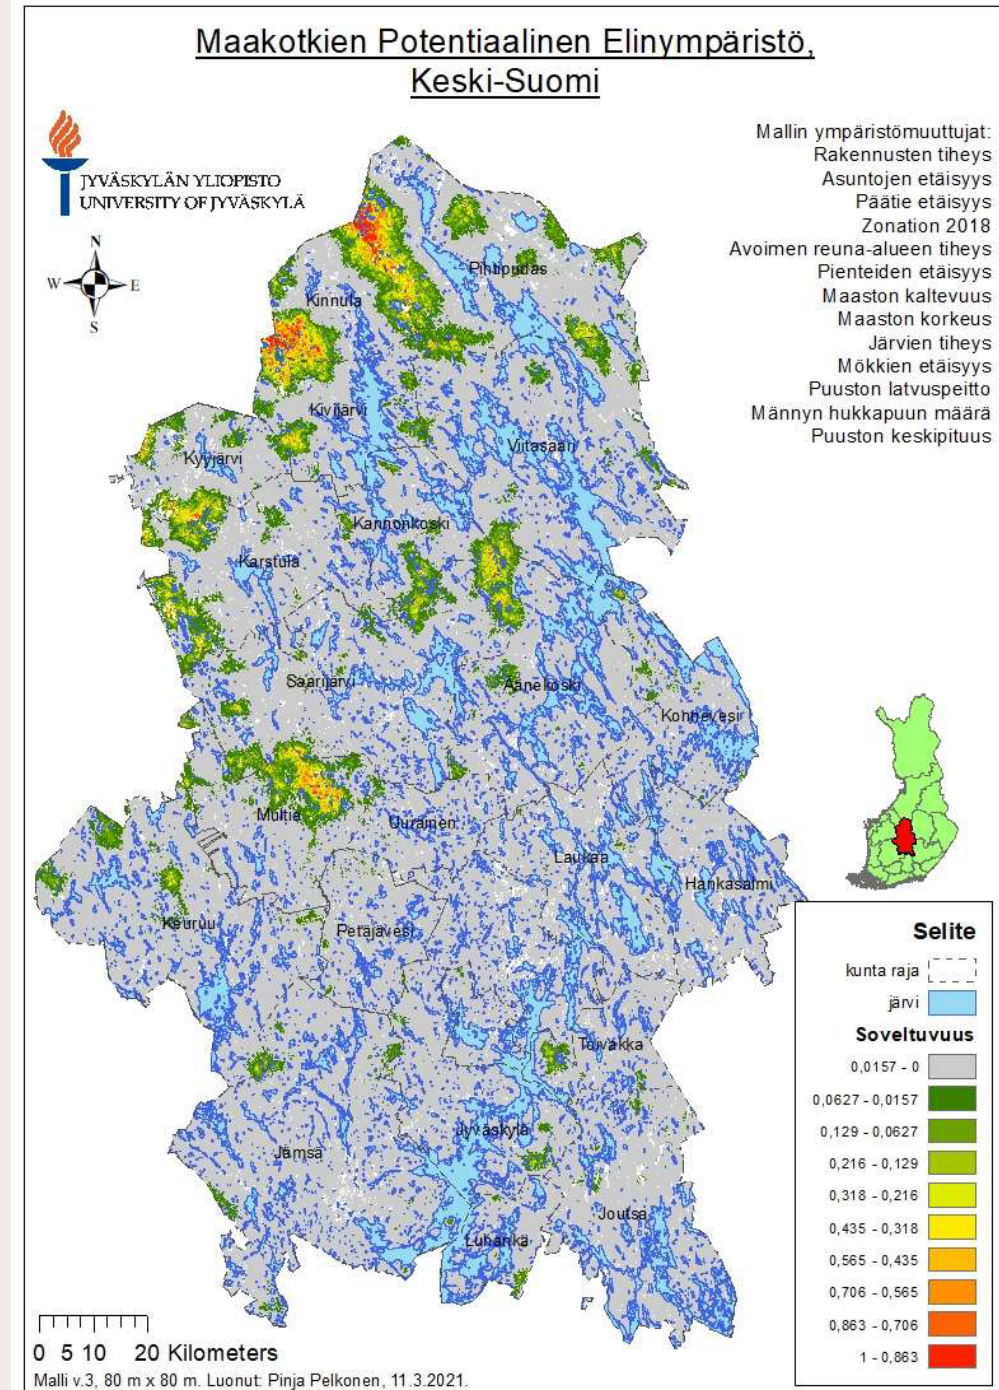 Maakotkien Potentiaalinen Elinympäristö,
Keski-Suomi
JYVÄSKYLÄN YLIOPISTO
UNIVERSITY OF JYVÄSKYLÄ
N
W
E
S
Mallin ympäristömuuttujat:
Rakennusten tiheys
Asuntojen etäisyys
Päätie etäisyys
Zonation 2018
Avoimen reuna-alueen tiheys
Pienteiden etäisyys
Maaston kaltevuus
Maaston korkeus
Järvien tiheys
Mökkien etäisyys
Puuston latvuspeitto
Männyn hukkapuun määrä
Puuston keskipituus
Pihtipudas
Kinnula
Kivijärvi
Viitasaari
Kyyjärvi
Kannonkoski
Karstula
Saarijärvi
Äänekoski
Konnevesi
Multia
Uurainen
Laukaa
Hankasalmi
Keuruu
Petäjävesi
Toivakka
Jyväskylä
Jämsä
Joutsa
Luhanka
Selite
kunta raja
järvi
Soveltuvuus
0,0157 - 0
0,0627 - 0,0157
0,129 - 0,0627
0,216 - 0,129
0,318 - 0,216
0,435 - 0,318
0,565 - 0,435
0,706 - 0,565
0,863 - 0,706
1 - 0,863
0 5 10 20 Kilometers
Malli v.3, 80 m x 80 m. Luonut: Pinja Pelkonen, 11.3.2021.